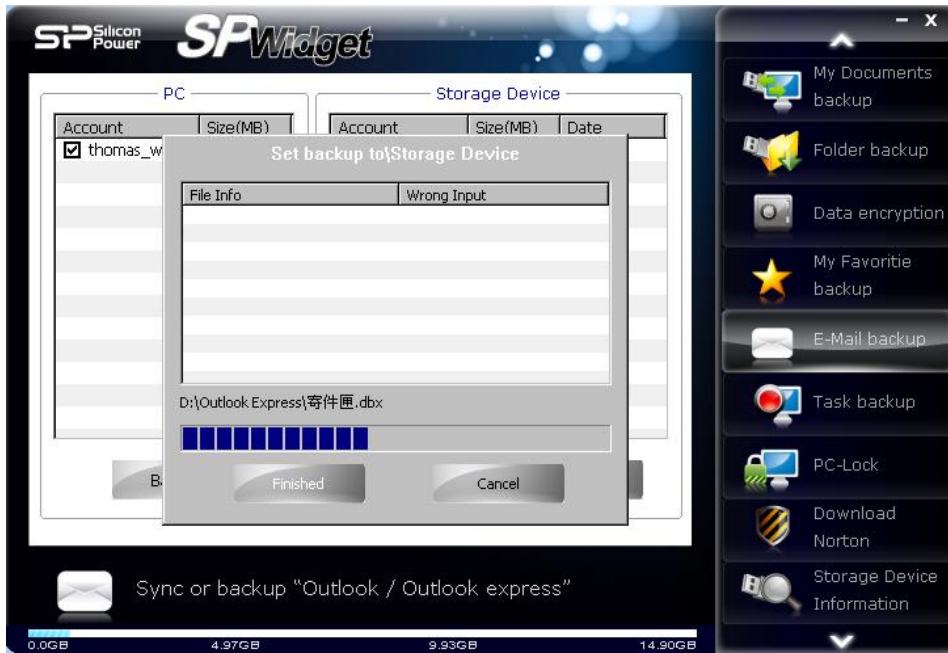 SP Silicon Power
SPWidget
– X
PC
Storage Device
Account Size(MB)
Account Size(MB) Date
thomas_w
Set backup to\Storage Device
File Info Wrong Input
D:\Outlook Express\寄件匣.dbx
Finished
Cancel
Sync or backup “Outlook / Outlook express”
0.0GB 4.97GB 9.93GB 14.90GB
My Documents
backup
Folder backup
Data encryption
My Favoritie
backup
E-Mail backup
Task backup
PC-Lock
Download
Norton
Storage Device
Information